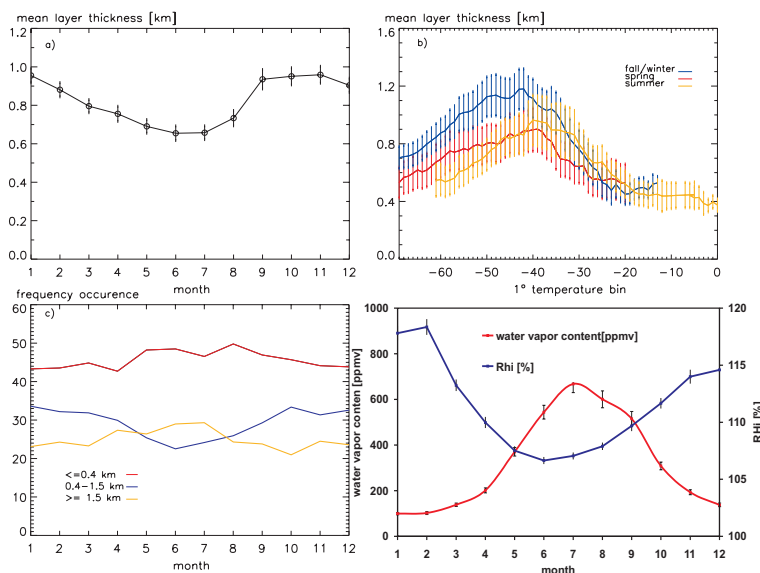 mean layer thickness [km]
a)
1.2
1.0
0.8
0.6
0.4
0.2
0.0
1 2 3 4 5 6 7 8 9 10 11 12
month
mean layer thickness [km]
b)
fall/winter
spring
summer
1.6
1.2
0.8
0.4
0.0
-60 -50 -40 -30 -20 -10 0
1° temperature bin
frequency occurence
c)
60
50
40
30
20
10
0
<=0.4 km
0.4-1.5 km
>= 1.5 km
1 2 3 4 5 6 7 8 9 10 11 12
month
water vapor conten [ppmv]
1000
800
600
400
200
0
water vapor content[ppmv]
Rhi [%]
120
115
110
105
100
RHi [%]
1 2 3 4 5 6 7 8 9 10 11 12
month